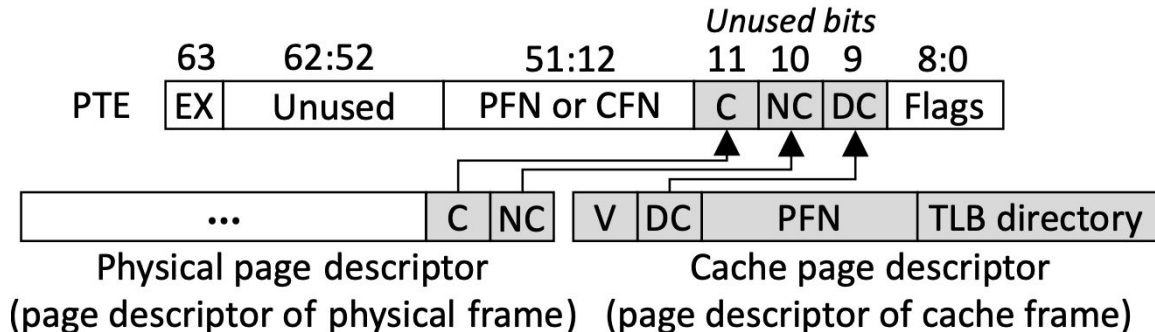 Unused bits
63 62:52 51:12 11 10 9 8:0
PTE EX Unused PFN or CFN C NC DC Flags
... C NC V DC PFN TLB directory
Physical page descriptor Cache page descriptor
(page descriptor of physical frame) (page descriptor of cache frame)